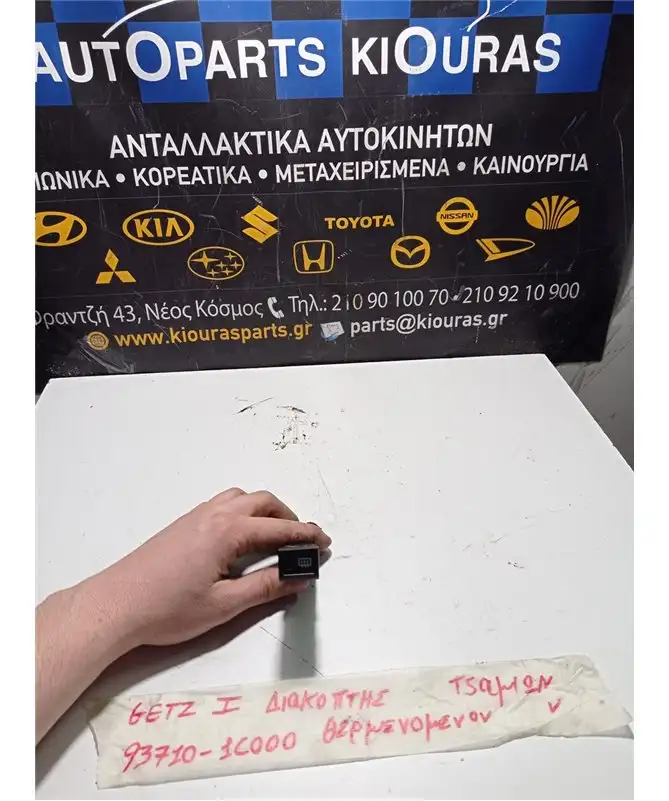 AUTOPARTS KIOURAS
ΑΝΤΑΛΛΑΚΤΙΚΑ ΑΥΤΟΚΙΝΗΤΩΝ
ΩΝΙΚΑ • ΚΟΡΕΑΤΙΚΑ • ΜΕΤΑΧΕΙΡΙΣΜΕΝΑ • ΚΑΙΝΟΥΡΓΙΑ
KIA TOYOTA NISSAN
Φραντζή 43, Νέος Κόσμος Τηλ.: 210 90 100 70 - 210 92 10 900
www.kiourasparts.gr parts@kiouras.gr
GETZ I ΔΙΑΚΟΠΤΗΣ ΤΖαμιΩΝ
93710-1C000 θερμενομενον ν